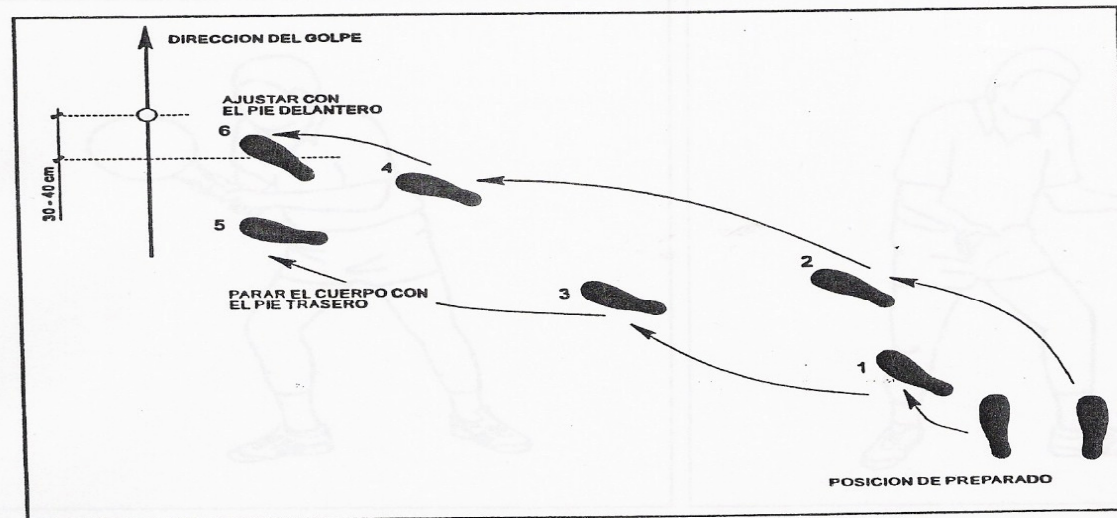 DIRECCION DEL GOLPE
AJUSTAR CON
EL PIE DELANTERO
6
4
30 - 40 cm
5
2
PARAR EL CUERPO CON
EL PIE TRASERO
3
1
POSICION DE PREPARADO